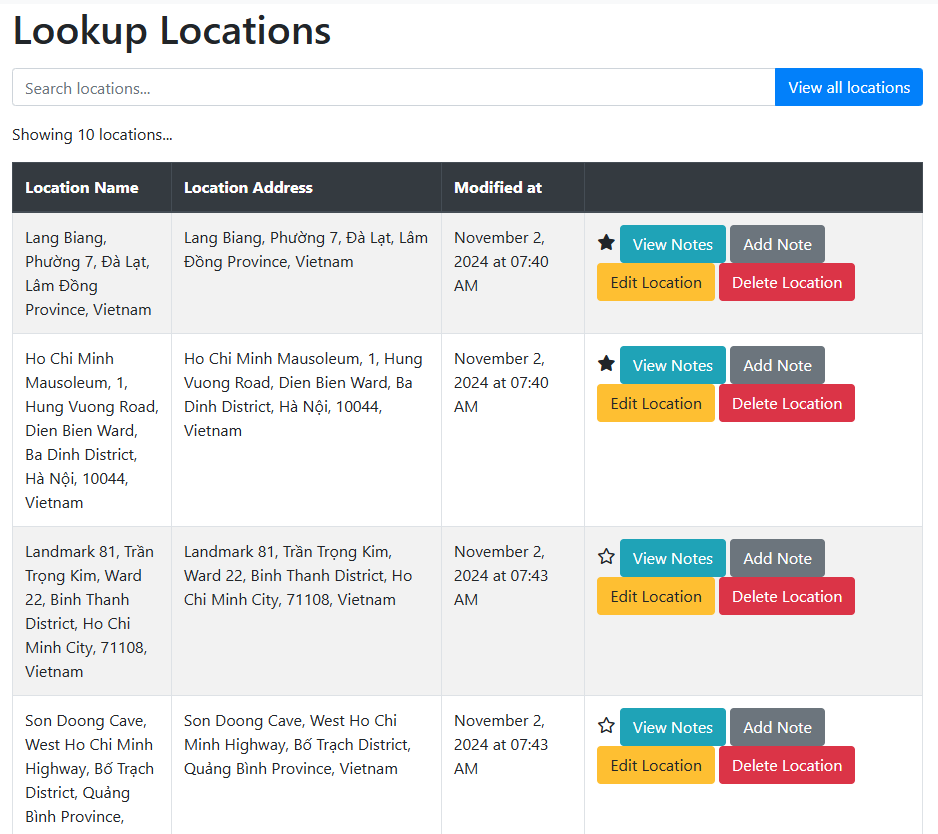 Lookup Locations
Search locations...
View all locations
Showing 10 locations...
Location Name
Location Address
Modified at
Lang Biang,
Phường 7, Đà Lạt,
Lâm Đồng
Province, Vietnam
Lang Biang, Phường 7, Đà Lạt, Lâm
Đồng Province, Vietnam
November 2,
2024 at 07:40
AM
View Notes
Add Note
Edit Location
Delete Location
Ho Chi Minh
Mausoleum, 1,
Hung Vuong Road,
Dien Bien Ward,
Ba Dinh District,
Hà Nội, 10044,
Vietnam
Ho Chi Minh Mausoleum, 1, Hung
Vuong Road, Dien Bien Ward, Ba
Dinh District, Hà Nội, 10044,
Vietnam
November 2,
2024 at 07:40
AM
View Notes
Add Note
Edit Location
Delete Location
Landmark 81, Trần
Trọng Kim, Ward
22, Binh Thanh
District, Ho Chi
Minh City, 71108,
Vietnam
Landmark 81, Trần Trọng Kim,
Ward 22, Binh Thanh District, Ho
Chi Minh City, 71108, Vietnam
November 2,
2024 at 07:43
AM
View Notes
Add Note
Edit Location
Delete Location
Son Doong Cave,
West Ho Chi Minh
Highway, Bố Trạch
District, Quảng
Bình Province,
Son Doong Cave, West Ho Chi
Minh Highway, Bố Trạch District,
Quảng Bình Province, Vietnam
November 2,
2024 at 07:43
AM
View Notes
Add Note
Edit Location
Delete Location